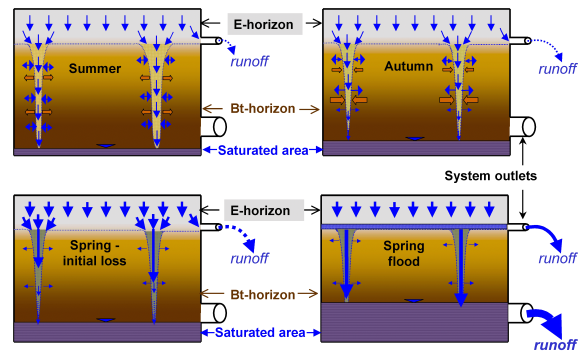 E-horizon
Summer
runoff
Autumn
runoff
Bt-horizon
Saturated area
System outlets
E-horizon
Spring -
initial loss
runoff
Spring
flood
runoff
Bt-horizon
Saturated area
runoff